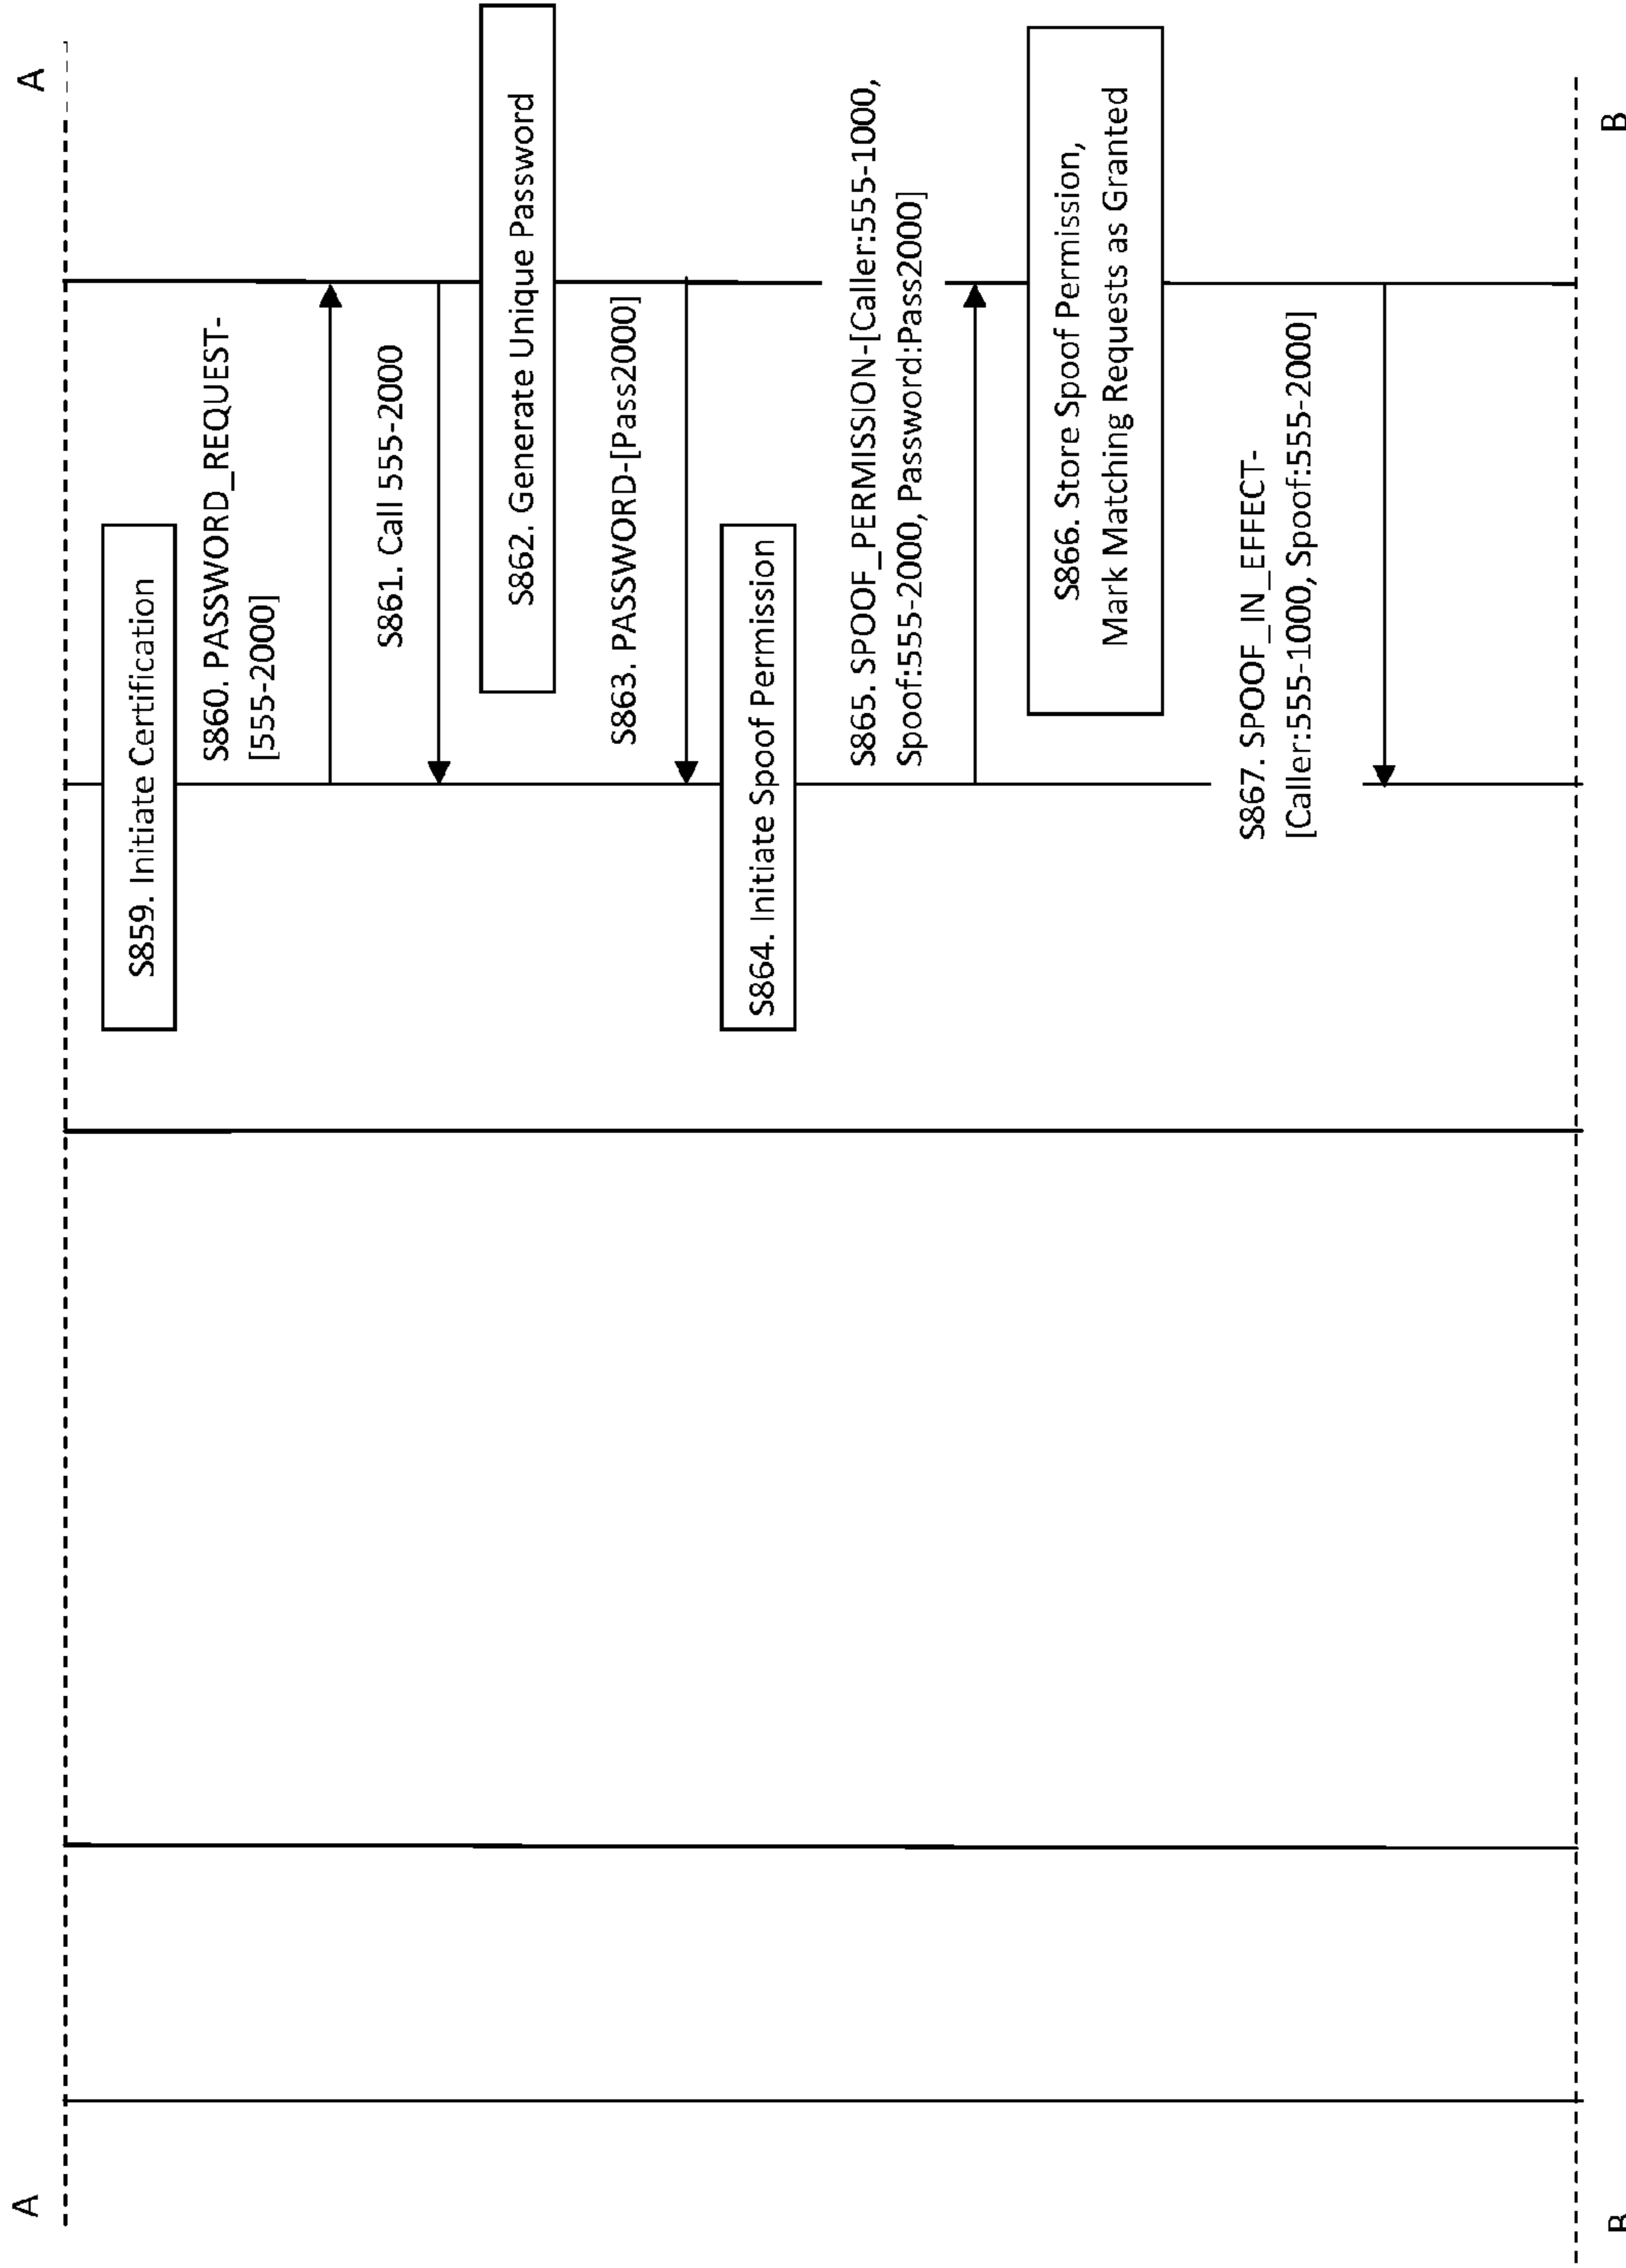 A
A
S859. Initiate Certification
S860. PASSWORD_REQUEST-
[555-2000]
S861. Call 555-2000
S862. Generate Unique Password
S863. PASSWORD-[Pass2000]
S864. Initiate Spoof Permission
S865. SPOOF_PERMISSION-[Caller:555-1000,
Spoof:555-2000, Password:Pass2000]
S866. Store Spoof Permission,
Mark Matching Requests as Granted
S867. SPOOF_IN_EFFECT-
[Caller:555-1000, Spoof:555-2000]
B
B